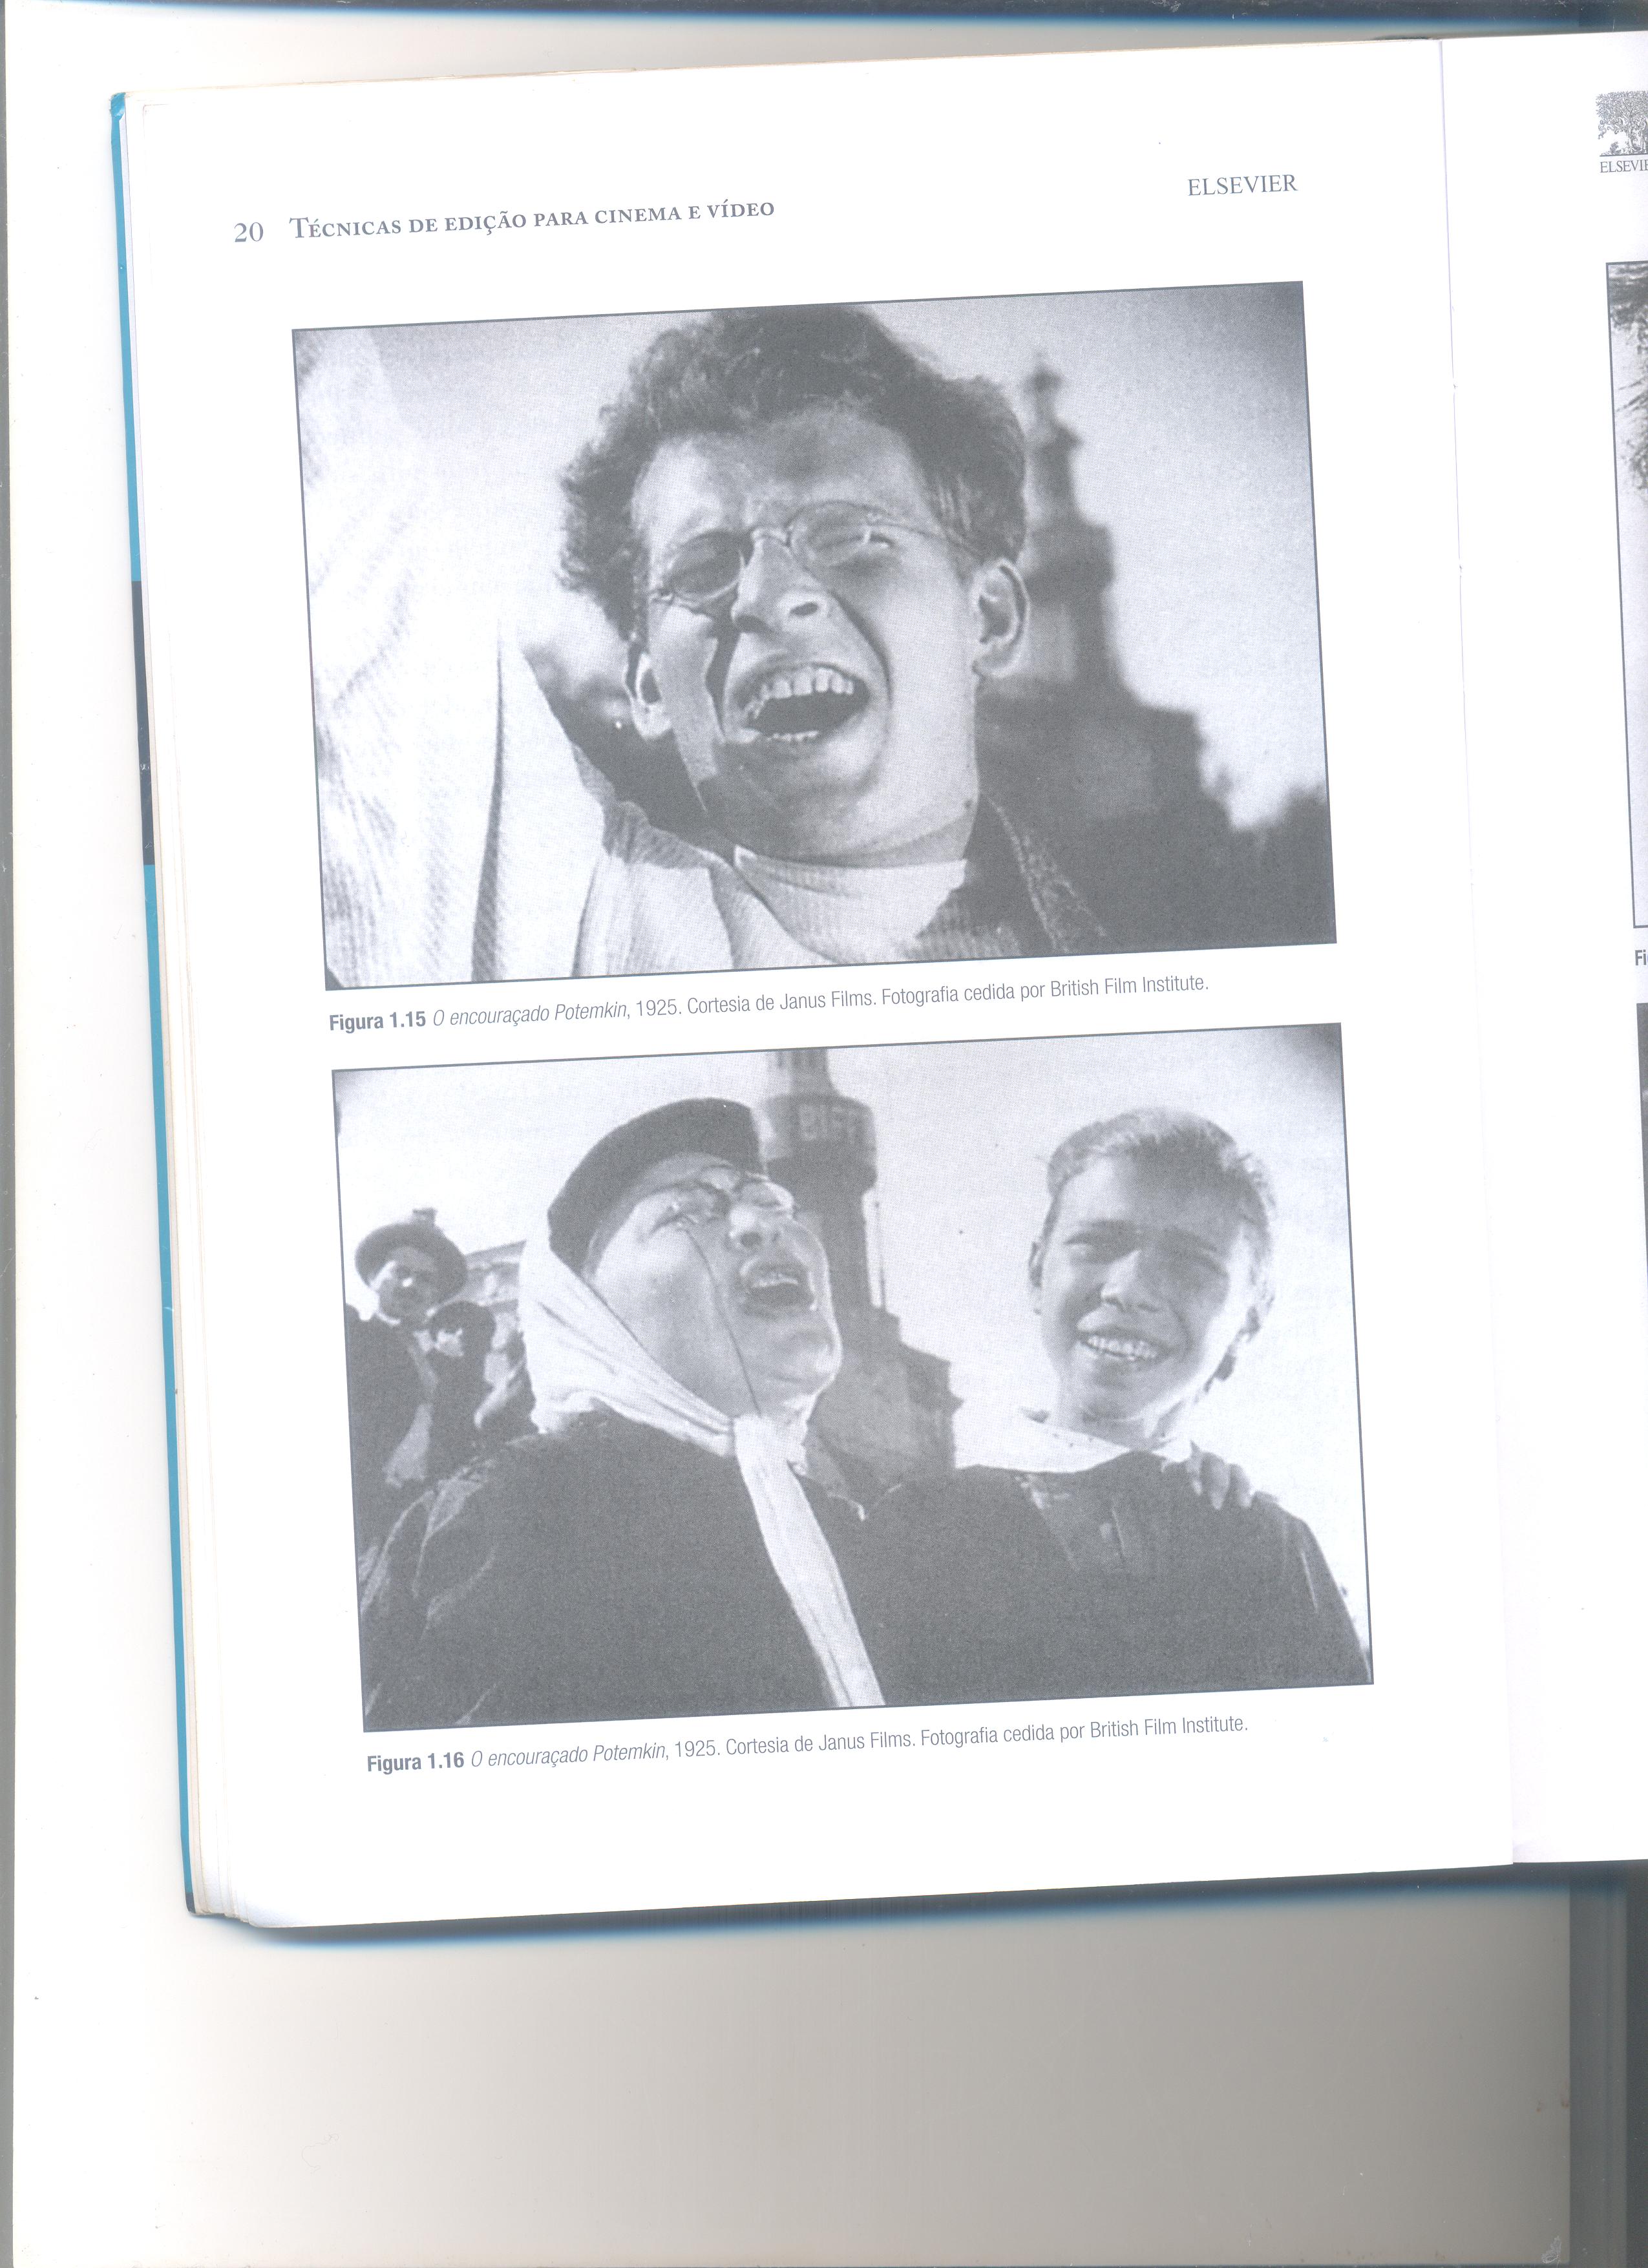 20 TÉCNICAS DE EDIÇÃO PARA CINEMA E VÍDEO
ELSEVIER
Figura 1.15 O encouraçado Potemkin, 1925. Cortesia de Janus Films. Fotografia cedida por British Film Institute.
Figura 1.16 O encouraçado Potemkin, 1925. Cortesia de Janus Films. Fotografia cedida por British Film Institute.